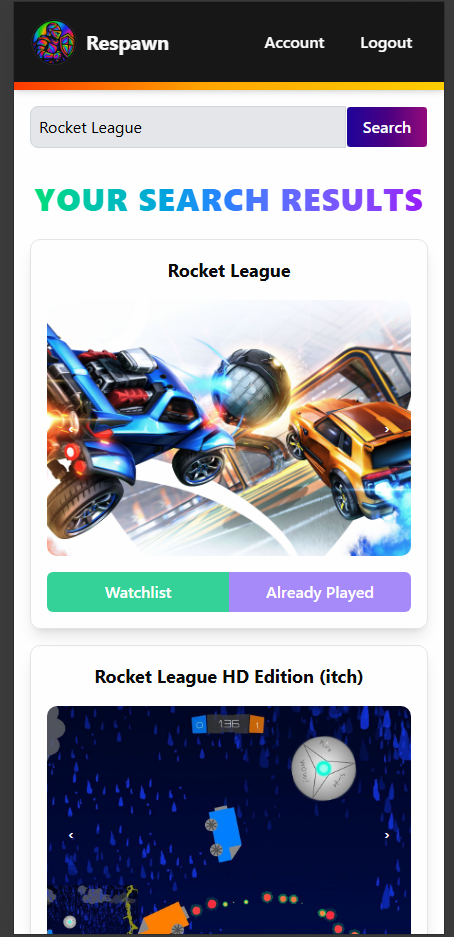 Respawn
Account
Logout
Rocket League
Search
YOUR SEARCH RESULTS
Rocket League
‹
›
Watchlist
Already Played
Rocket League HD Edition (itch)
0
136
1
‹
›